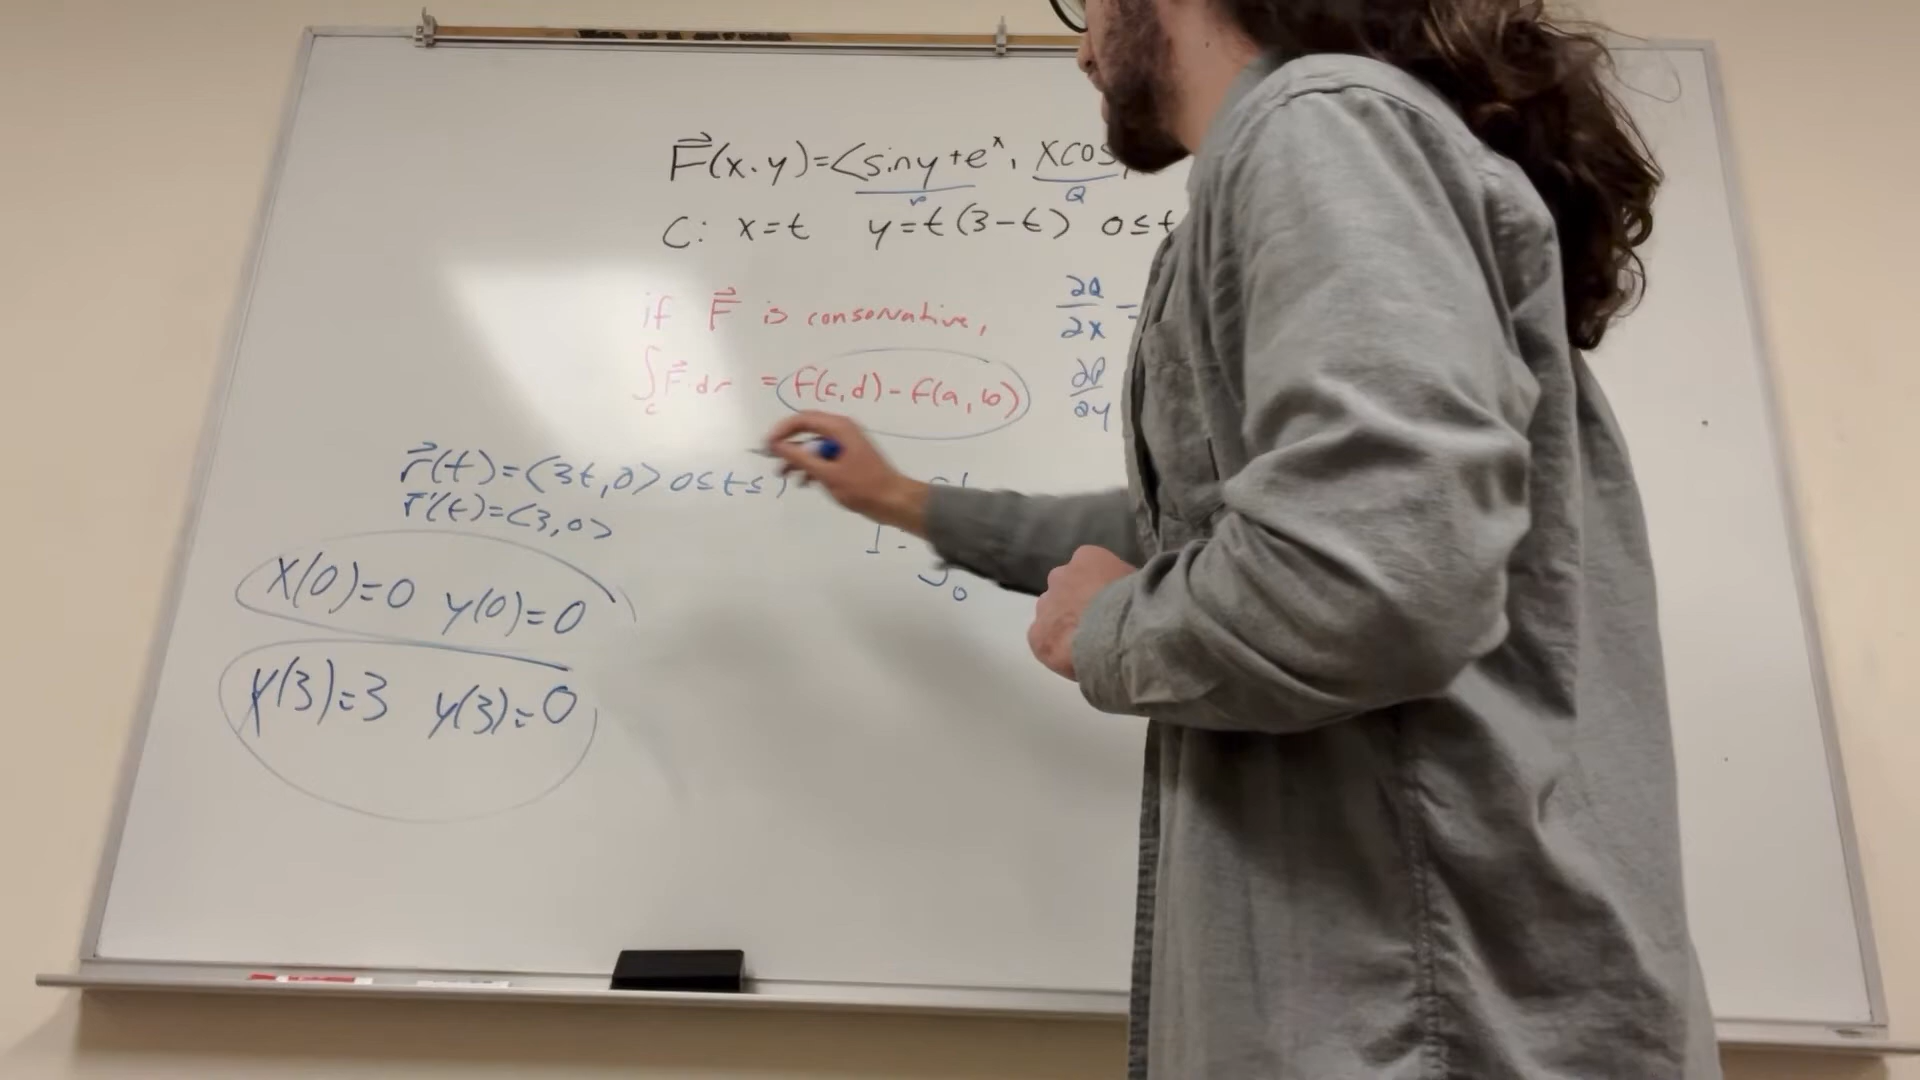 F⃗(x,y)=<siny+e^x, xcos
P Q
C: x=t y=t(3-t) 0≤t
if F⃗ is conservative,
∂Q/∂x =
∫_C F⃗·dr = f(c,d)-f(a,b)
∂P/∂y
r⃗(t)=<3t,0> 0≤t≤1
r⃗'(t)=<3,0>
x(0)=0 y(0)=0
x(3)=3 y(3)=0